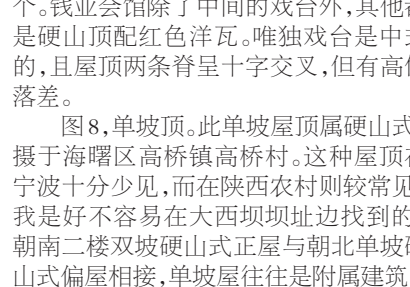 个。钱业会馆除了中间的戏台外,其他
是硬山顶配红色洋瓦。唯独戏台是中
的,且屋顶两条脊呈十字交叉,但有高
落差。
图8,单坡顶。此单坡屋顶属硬山式
摄于海曙区高桥镇高桥村。这种屋顶
宁波十分少见,而在陕西农村则较常见
我是好不容易在大西坝坝址边找到的
朝南二楼双坡硬山式正屋与朝北单坡
山式偏屋相接,单坡屋往往是附属建筑